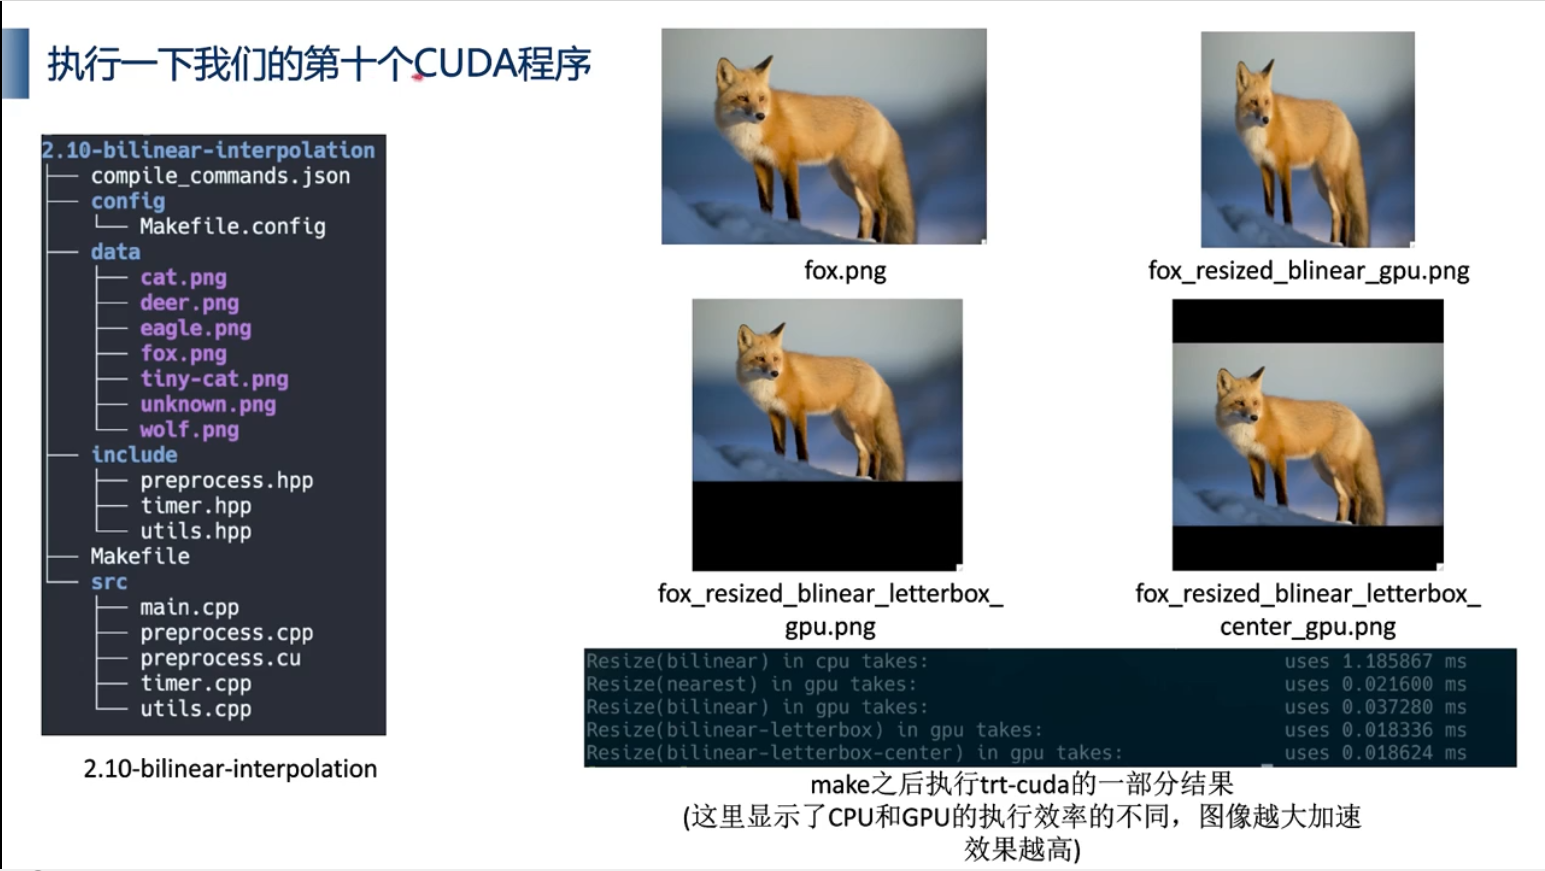 执行一下我们的第十个CUDA程序
2.10-bilinear-interpolation
compile_commands.json
config
Makefile.config
data
cat.png
deer.png
eagle.png
fox.png
tiny-cat.png
unknown.png
wolf.png
include
preprocess.hpp
timer.hpp
utils.hpp
Makefile
src
main.cpp
preprocess.cpp
preprocess.cu
timer.cpp
utils.cpp
2.10-bilinear-interpolation
fox.png
fox_resized_blinear_gpu.png
fox_resized_blinear_letterbox_
gpu.png
fox_resized_blinear_letterbox_
center_gpu.png
Resize(bilinear) in cpu takes: uses 1.185867 ms
Resize(nearest) in gpu takes: uses 0.021600 ms
Resize(bilinear) in gpu takes: uses 0.037280 ms
Resize(bilinear-letterbox) in gpu takes: uses 0.018336 ms
Resize(bilinear-letterbox-center) in gpu takes: uses 0.018624 ms
make之后执行trt-cuda的一部分结果
(这里显示了CPU和GPU的执行效率的不同，图像越大加速
效果越高)